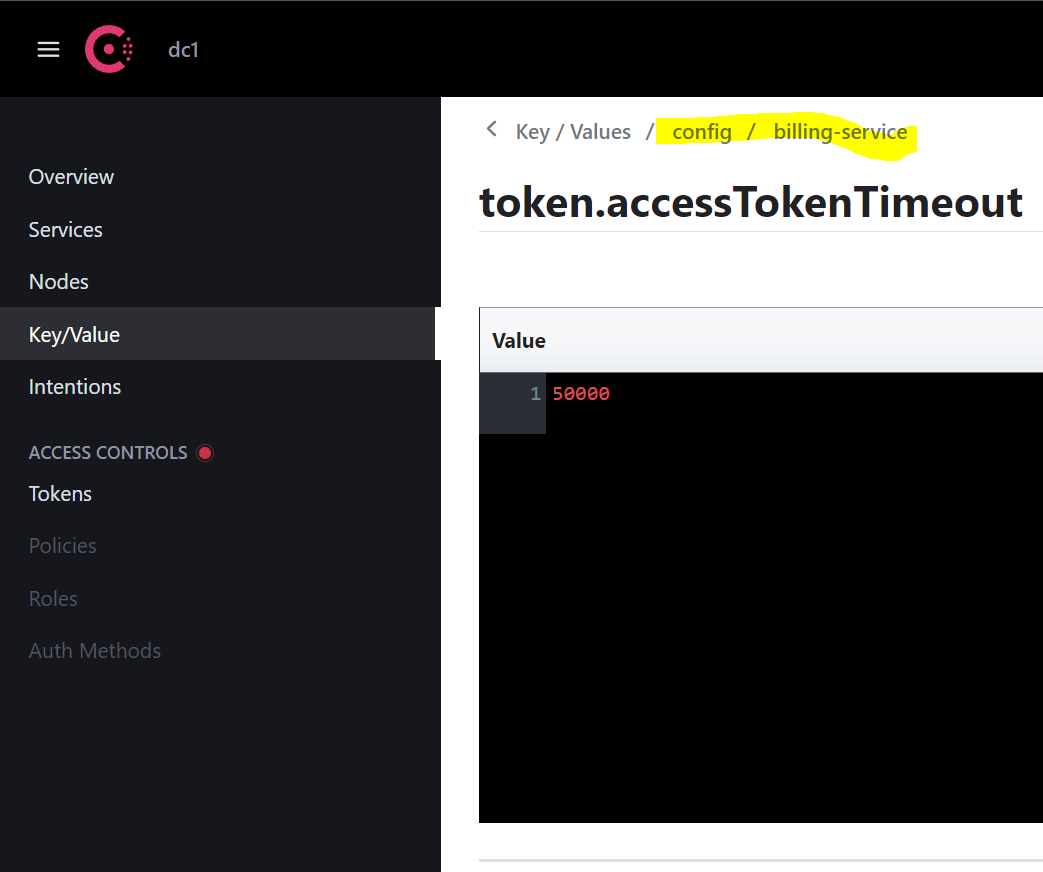 dc1
Key / Values / config / billing-service
token.accessTokenTimeout
Overview
Services
Nodes
Key/Value
Intentions
ACCESS CONTROLS
Tokens
Policies
Roles
Auth Methods
Value
1 50000